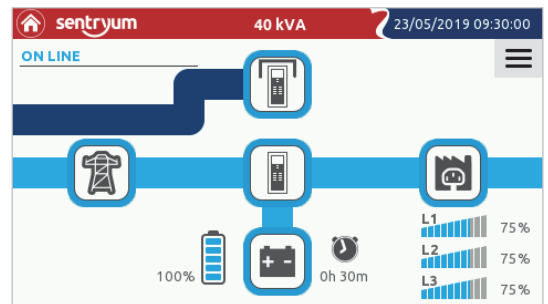 sentryum 40 kVA 23/05/2019 09:30:00
ON LINE
L1 75%
L2 75%
100% 0h 30m
L3 75%